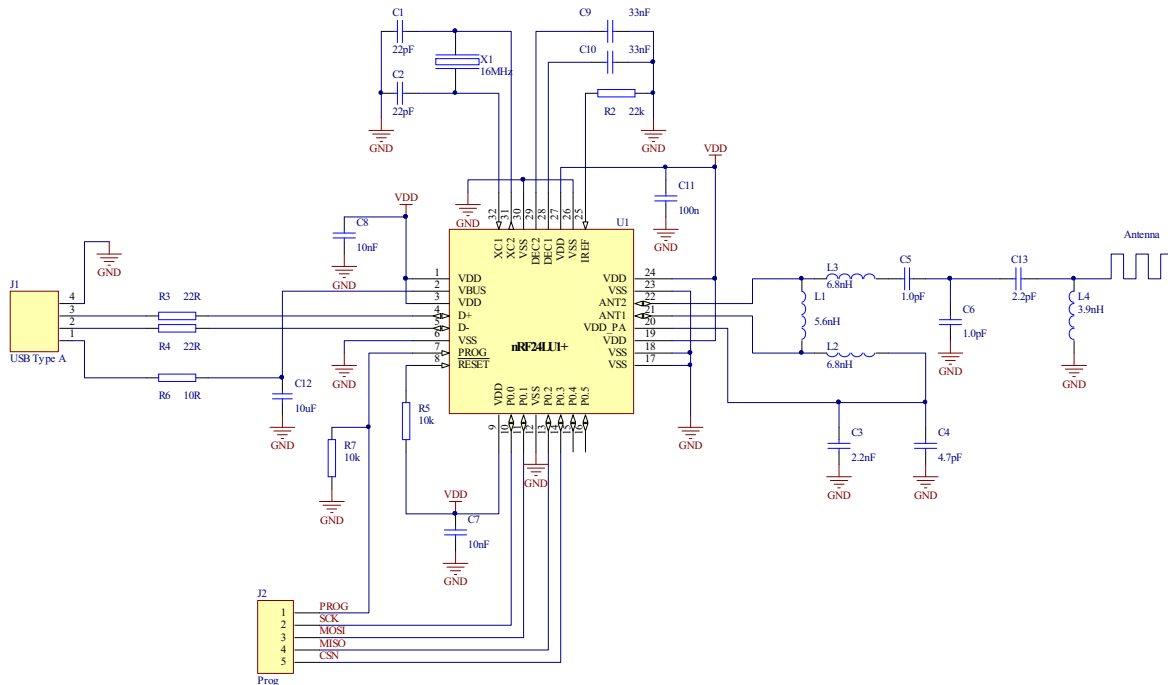 C1
22pF
C2
22pF
GND
X1
16MHz
C9
33nF
C10
33nF
R2
22k
GND
VDD
C11
100n
GND
GND
VDD
C8
10nF
GND
U1
32
31
30
29
28
27
26
25
XC1
XC2
VSS
DEC2
DEC1
VDD
VSS
IREF
1
VDD
2
VBUS
3
VDD
4
D+
5
D-
6
VSS
7
PROG
8
RESET
nRF24LU1+
VDD
24
VSS
23
ANT2
22
ANT1
21
VDD_PA
20
VDD
19
VSS
18
VSS
17
VDD
P0.0
P0.1
VSS
P0.2
P0.3
P0.4
P0.5
9
10
11
12
13
14
15
16
GND
J1
4
3
2
1
USB Type A
R3
22R
R4
22R
R6
10R
GND
C12
10uF
GND
R5
10k
R7
10k
GND
VDD
C7
10nF
GND
GND
GND
L1
5.6nH
L3
6.8nH
L2
6.8nH
C5
1.0pF
C6
1.0pF
GND
C13
2.2pF
L4
3.9nH
GND
Antenna
C3
2.2nF
GND
C4
4.7pF
GND
J2
1
2
3
4
5
PROG
SCK
MOSI
MISO
CSN
Prog